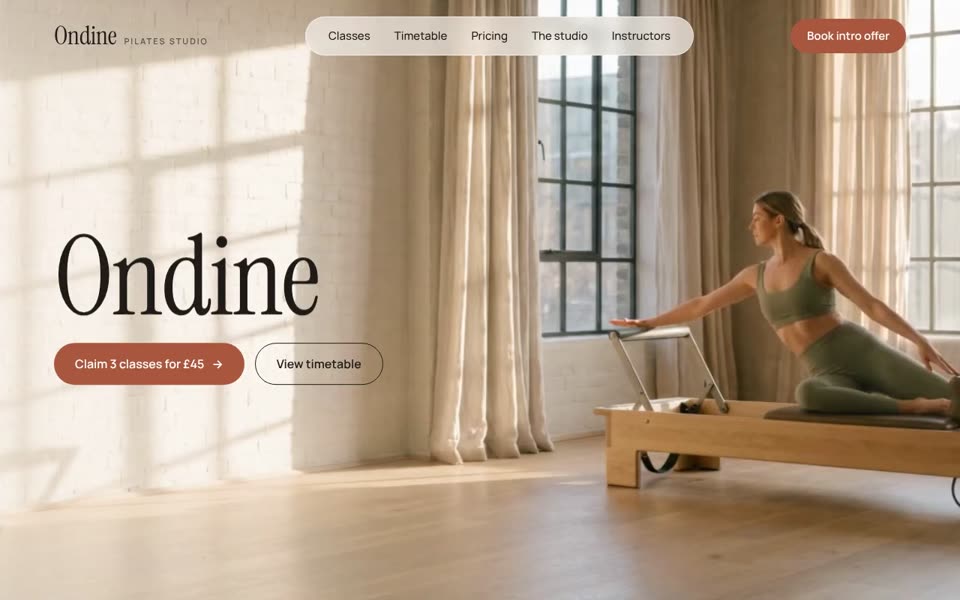 Ondine PILATES STUDIO
Classes Timetable Pricing The studio Instructors
Book intro offer
Ondine
Claim 3 classes for £45 →
View timetable